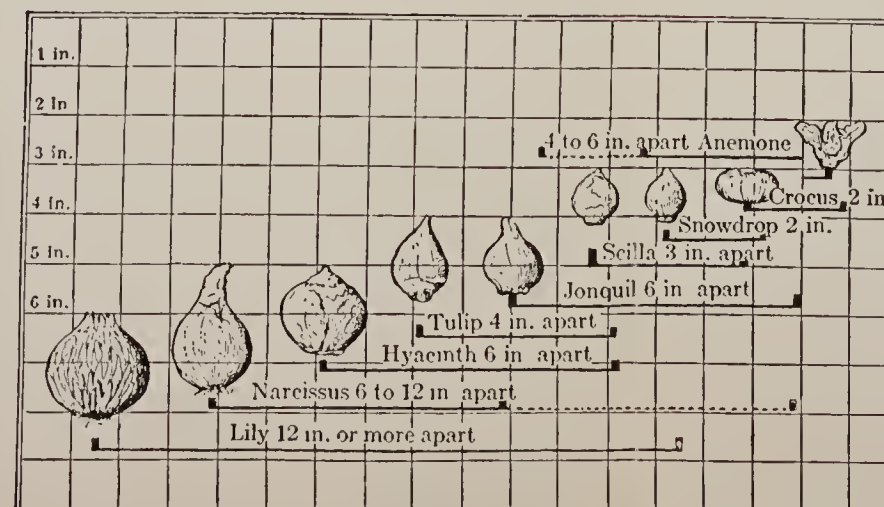 1 in.
2 In
3 in.
4 to 6 in. apart Anemone
4 in.
Crocus 2 in
Snowdrop 2 in.
5 in.
Scilla 3 in. apart
6 in.
Jonquil 6 in apart
Tulip 4 in. apart
Hyacinth 6 in apart
Narcissus 6 to 12 in apart
Lily 12 in. or more apart